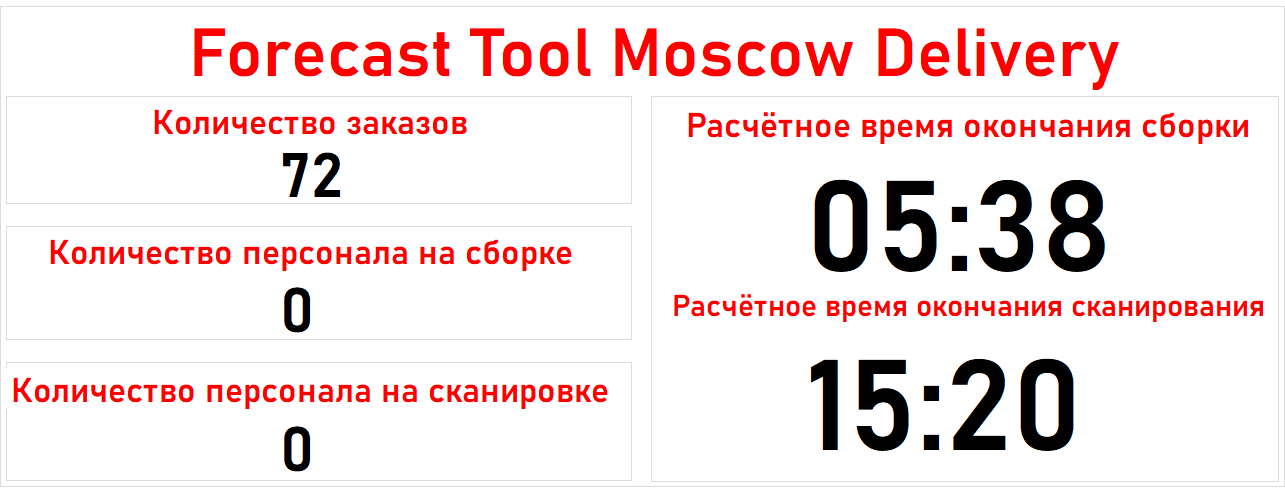 Forecast Tool Moscow Delivery
Количество заказов
72
Количество персонала на сборке
0
Количество персонала на сканировке
0
Расчётное время окончания сборки
05:38
Расчётное время окончания сканирования
15:20